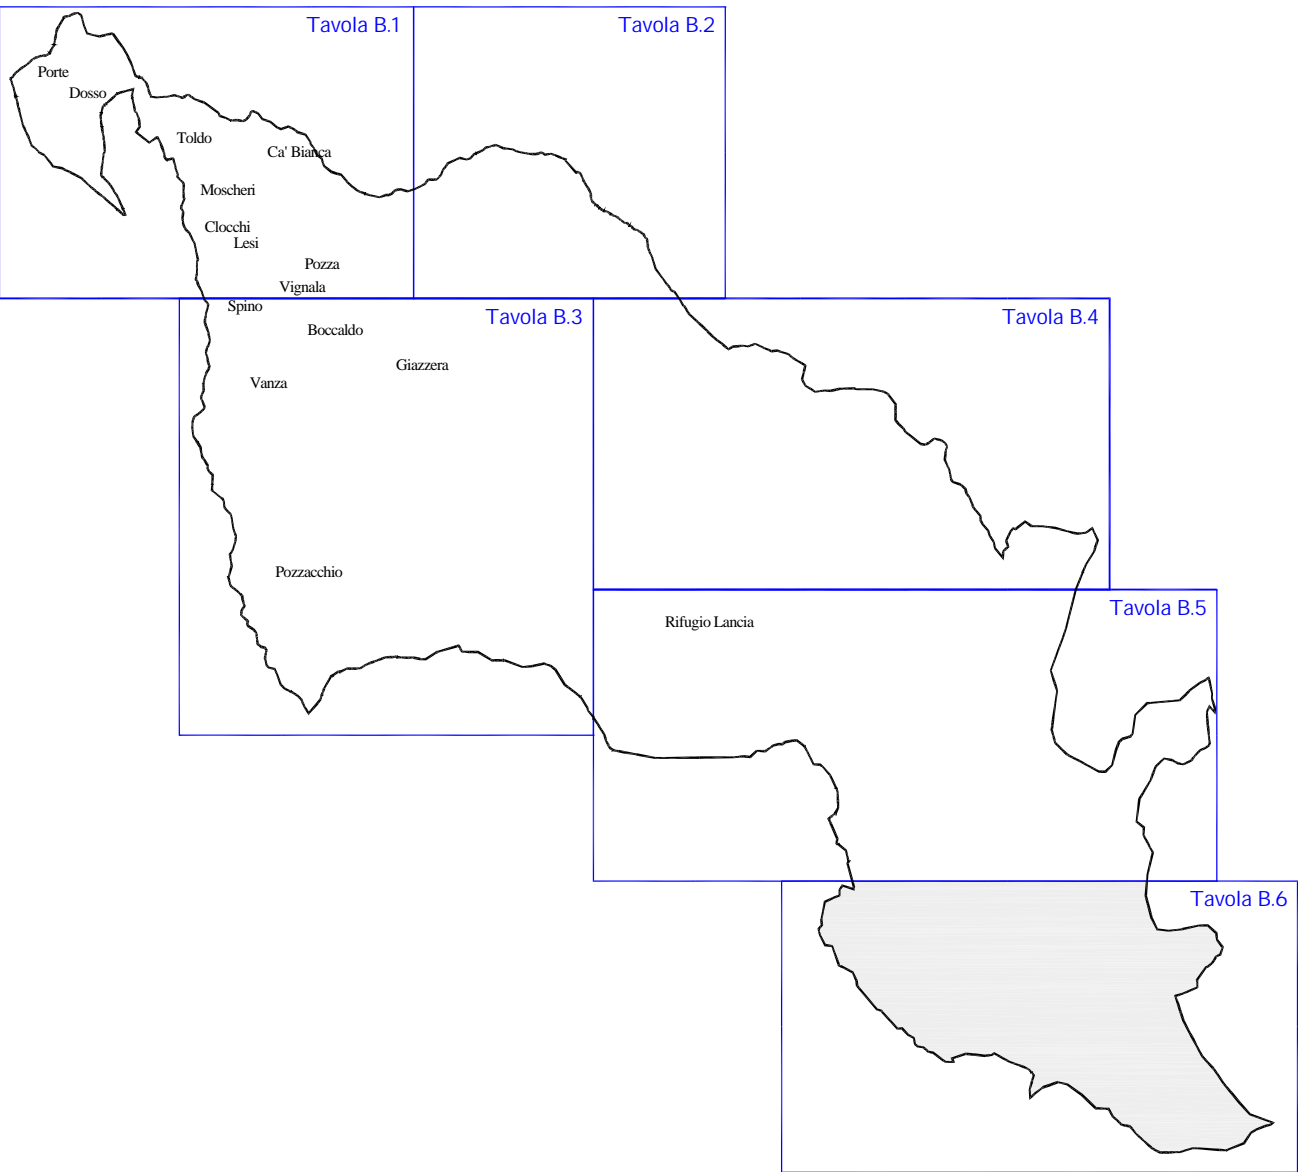 Tavola B.1
Tavola B.2
Porte
Dosso
Toldo
Ca' Bianca
Moscheri
Clocchi
Lesi
Pozza
Vignala
Spino
Tavola B.3
Tavola B.4
Boccaldo
Giazzera
Vanza
Pozzacchio
Tavola B.5
Rifugio Lancia
Tavola B.6